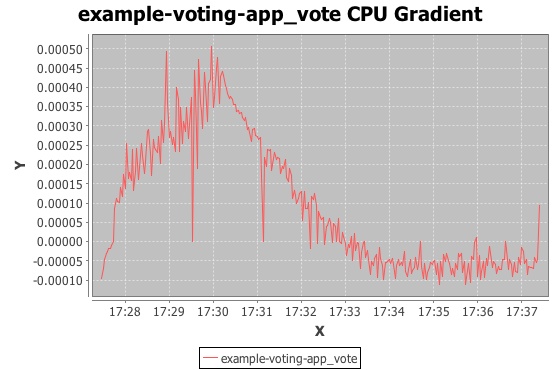 example-voting-app_vote CPU Gradient
Y
0.00050
0.00045
0.00040
0.00035
0.00030
0.00025
0.00020
0.00015
0.00010
0.00005
0.00000
-0.00005
-0.00010
17:28 17:29 17:30 17:31 17:32 17:33 17:34 17:35 17:36 17:37
X
example-voting-app_vote